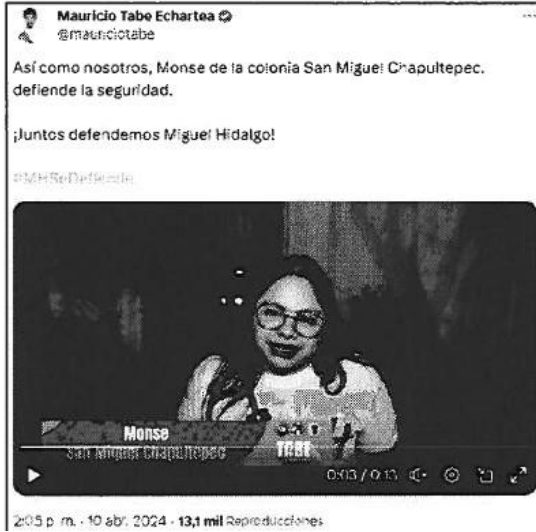 Mauricio Tabe Echartea
@mauriciotabe
Así como nosotros, Monse de la colonia San Miguel Chapultepec,
defiende la seguridad.
¡Juntos defendemos Miguel Hidalgo!
#MHSeDefiende
Monse
San Miguel Chapultepec
TABE
0:03 / 0:13
2:05 p. m. · 10 abr. 2024 · 13,1 mil Reproducciones